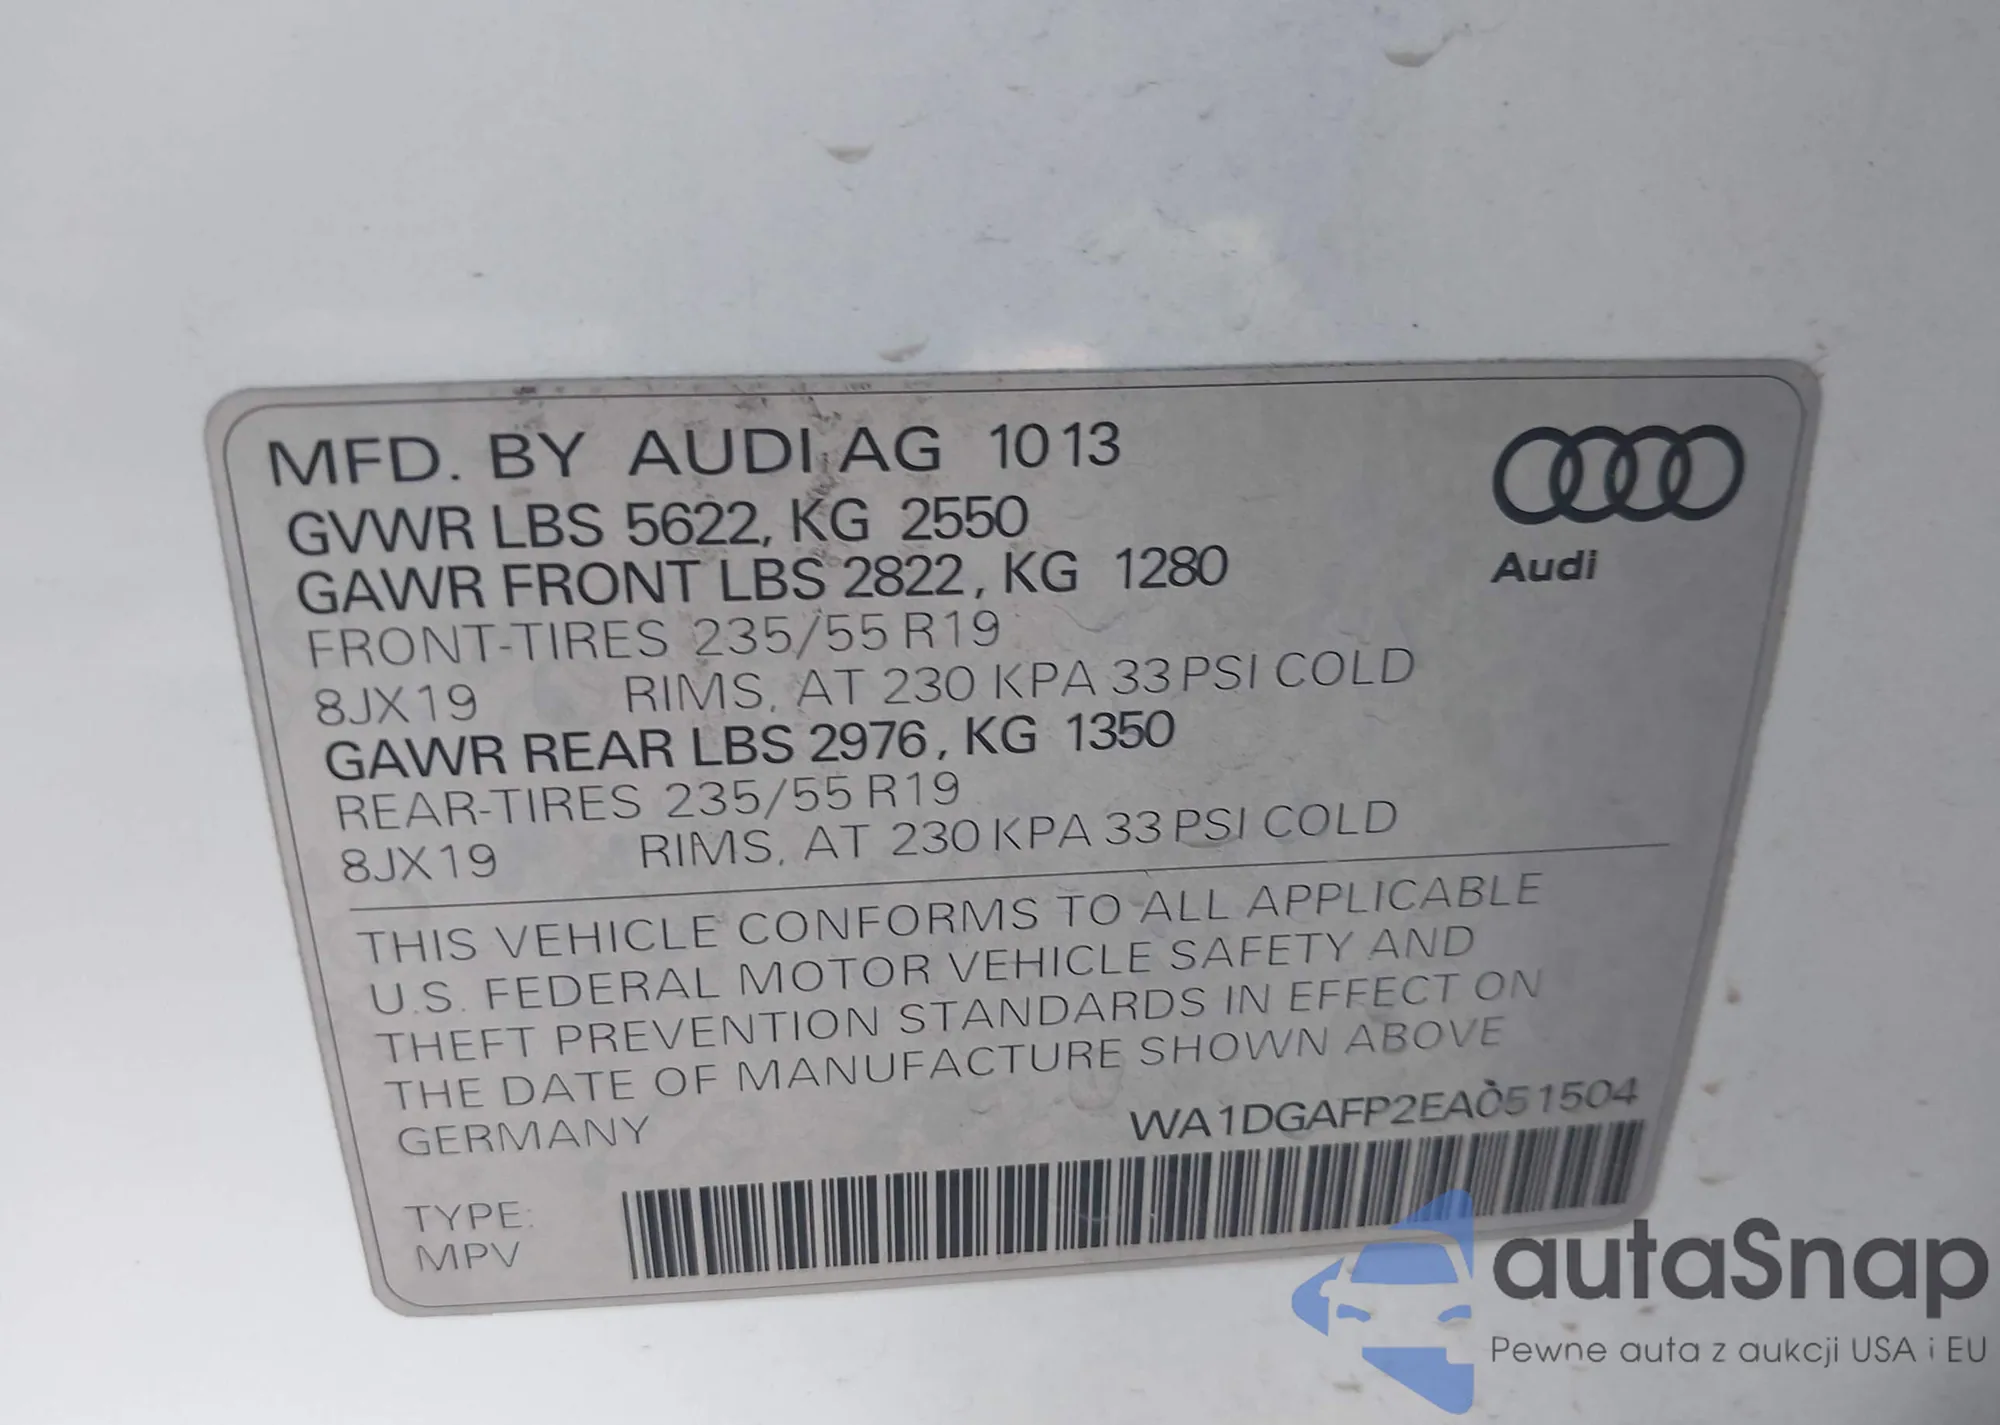 MFD. BY AUDI AG 10 13
GVWR LBS 5622, KG 2550
GAWR FRONT LBS 2822, KG 1280
FRONT-TIRES 235/55 R19
8JX19 RIMS, AT 230 KPA 33 PSI COLD
GAWR REAR LBS 2976, KG 1350
REAR-TIRES 235/55 R19
8JX19 RIMS, AT 230 KPA 33 PSI COLD
Audi
THIS VEHICLE CONFORMS TO ALL APPLICABLE
U.S. FEDERAL MOTOR VEHICLE SAFETY AND
THEFT PREVENTION STANDARDS IN EFFECT ON
THE DATE OF MANUFACTURE SHOWN ABOVE
GERMANY WA1DGAFP2EA051504
TYPE:
MPV
autaSnap
Pewne auta z aukcji USA i EU